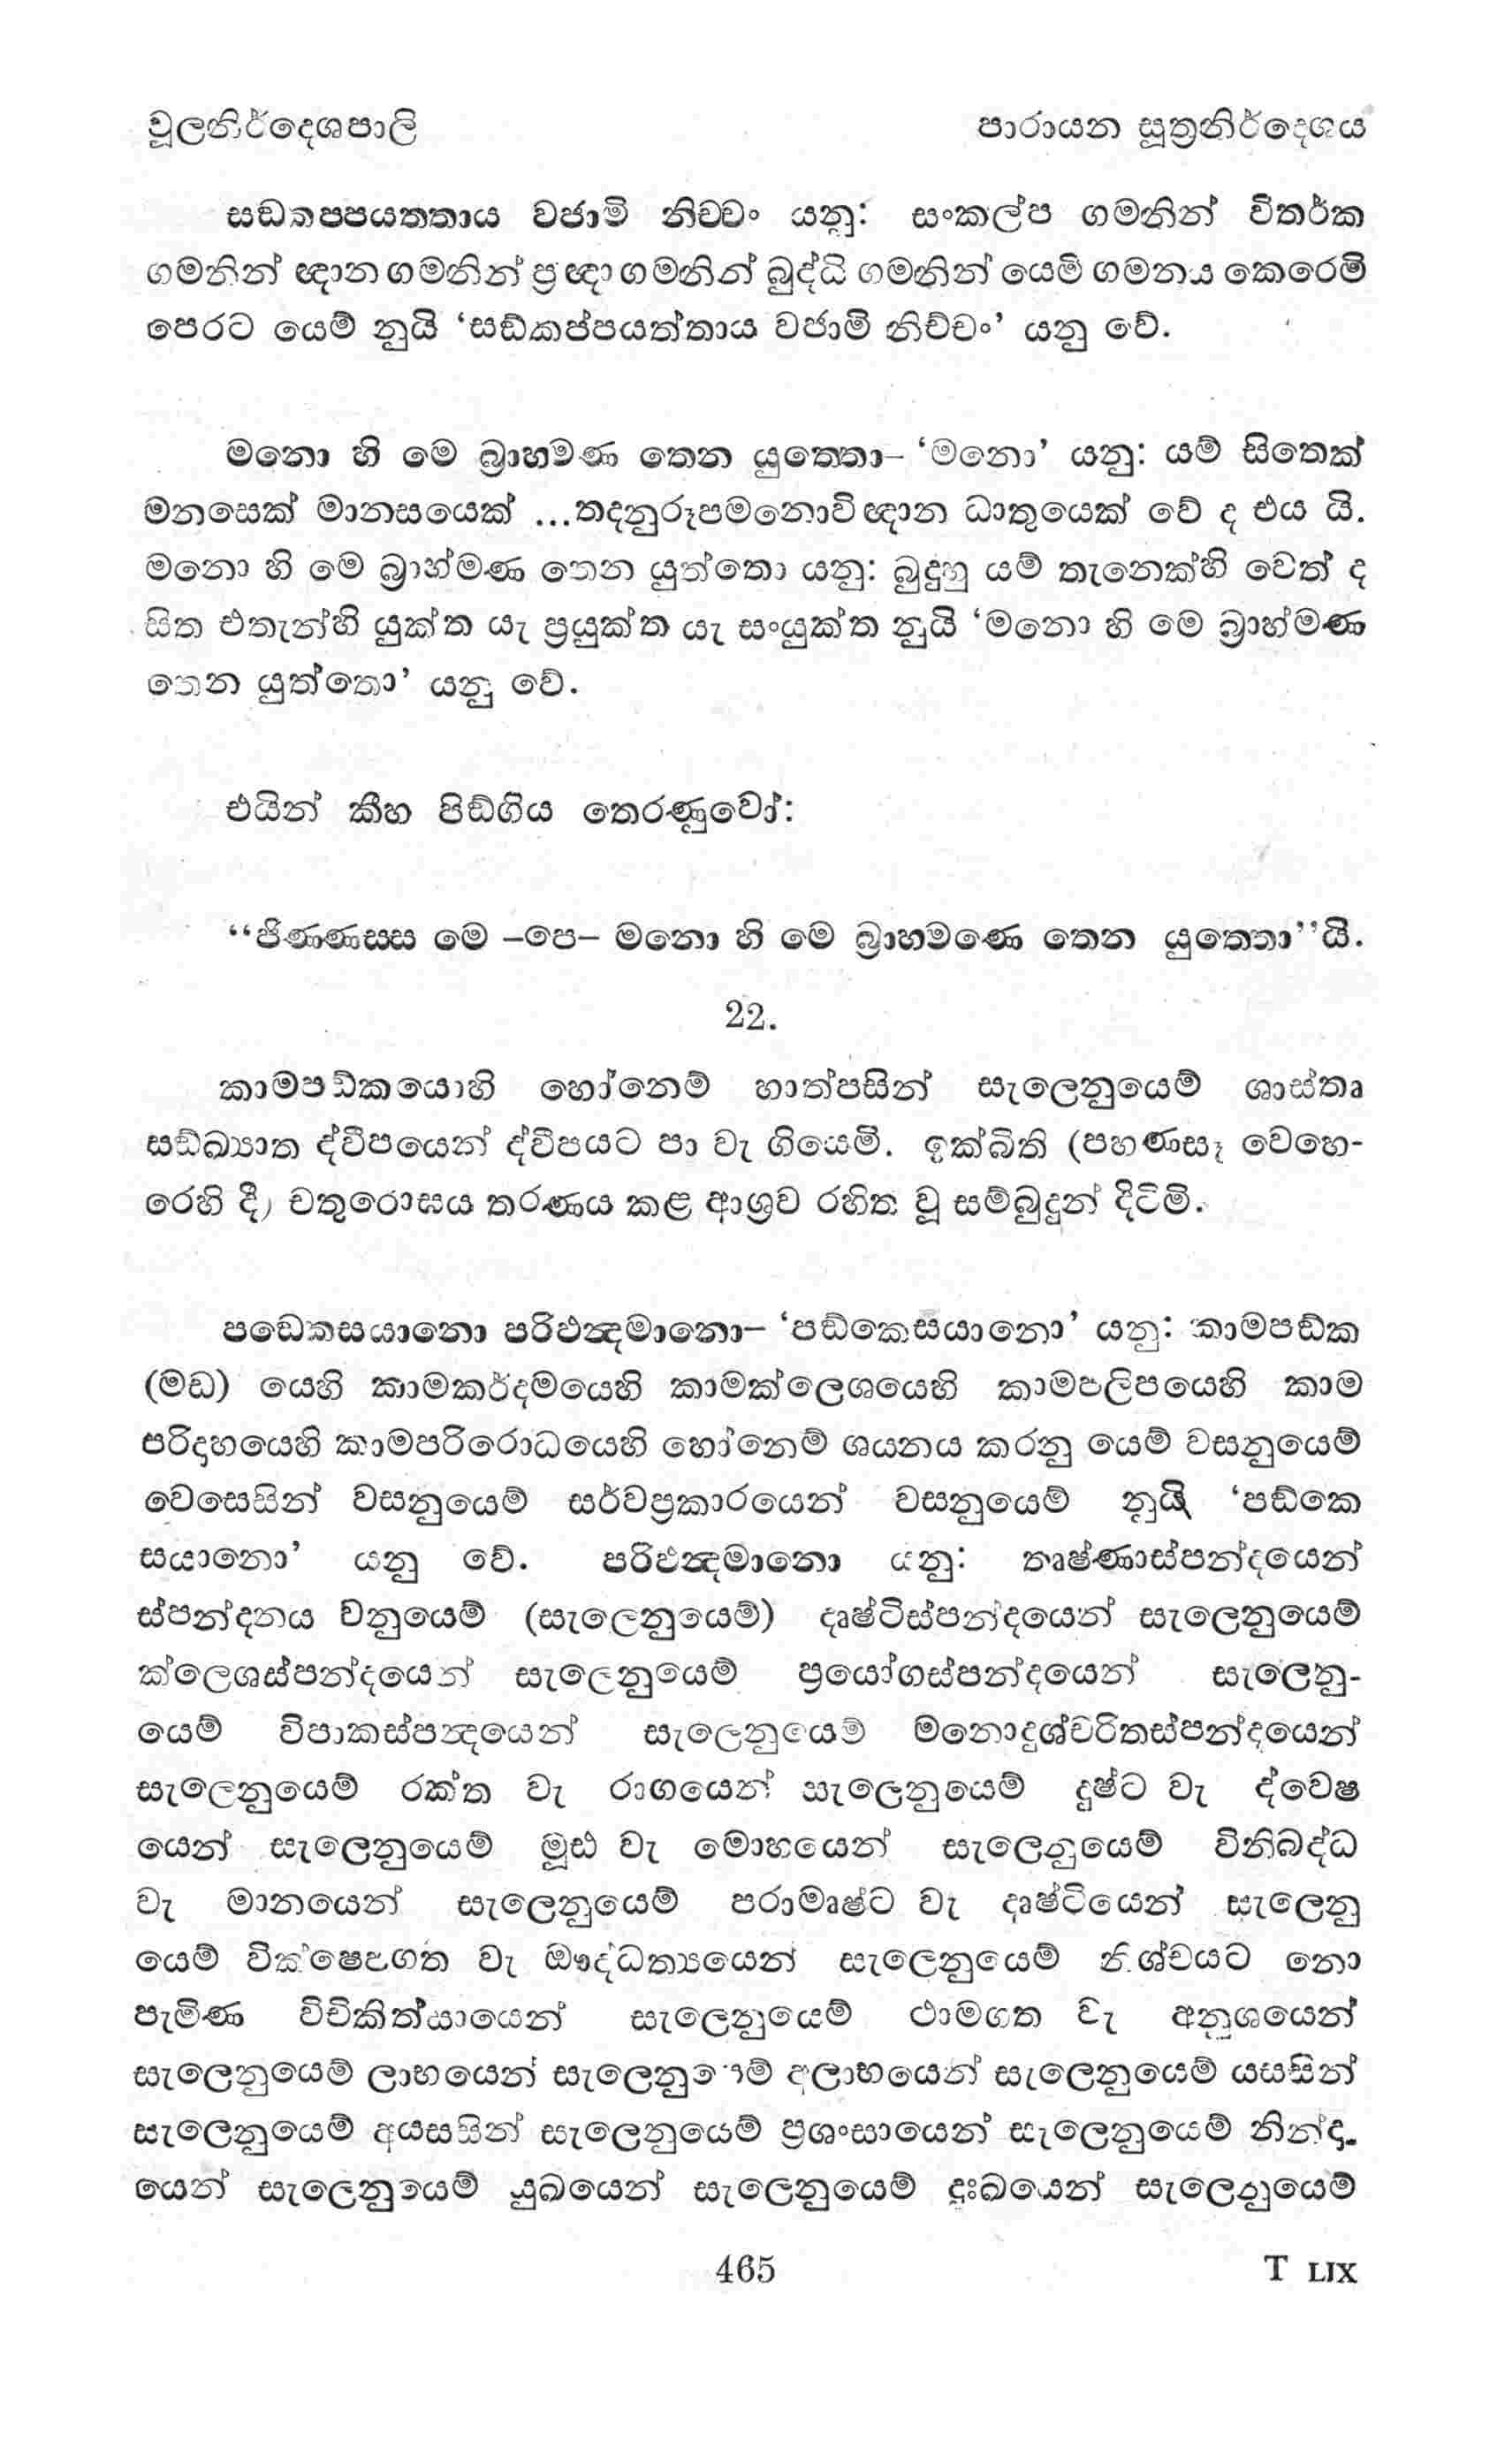 චූලනිර්දෙශපාලි පාරායන සූත්‍රනිර්දෙශය
සඞ‍්කප‍්පයත‍්තාය වජාමි නිච‍්චං යනු: සංකල්ප ගමනින් විතර්ක
ගමනින් ඥාන ගමනින් ප්‍රඥා ගමනින් බුද්ධි ගමනින් යෙමි ගමනය කෙරෙමි
පෙරට යෙම් නුයි ‘සඞ්කප්පයත්තාය වජාමි නිච්චං’ යනු වේ.
මනො හි මෙ බ්‍රාහ‍්මණ තෙන යුත‍්තො– ‘මනො’ යනු: යම් සිතෙක්
මනසෙක් මානසයෙක් ...තදනුරූපමනොවිඥාන ධාතුයෙක් වේ ද එය යි.
මනො හි මෙ බ්‍රාහ්මණ තෙන යුත්තො යනු: බුදුහු යම් තැනෙක්හි වෙත් ද
සිත එතැන්හි යුක්ත යැ ප්‍රයුක්ත යැ සංයුක්ත නුයි ‘මනො හි මෙ බ්‍රාහ්මණ
තෙන යුත්තො’ යනු වේ.
එයින් කීහ පිඞ්ගිය තෙරණුවෝ:
“ජිණ‍්ණස‍්ස මෙ –පෙ– මනො හි මෙ බ්‍රාහ‍්මණෙ තෙන යුත‍්තො”යි.
22.
කාමපඞ්කයොහි හෝනෙම් හාත්පසින් සැලෙනුයෙම් ශාස්තෘ
සඞ්ඛ්‍යාත ද්වීපයෙන් ද්වීපයට පා වැ ගියෙමි. ඉක්බිති (පහණසෑ වෙහෙ-
රෙහි දී) චතුරොඝය තරණය කළ ආශ්‍රව රහිත වූ සම්බුදුන් දිටිමි.
පඞ‍්කෙසයානො පරිඵන්‍දමානො– ‘පඞ්කෙසයානො’ යනු: කාමපඞ්ක
(මඩ) යෙහි කාමකර්දමයෙහි කාමක්ලෙශයෙහි කාමපලිපයෙහි කාම
පරිදාහයෙහි කාමපරිරොධයෙහි හෝනෙම් ශයනය කරනු යෙම් වසනුයෙම්
වෙසෙසින් වසනුයෙම් සර්වප්‍රකාරයෙන් වසනුයෙම් නුයි ‘පඞ්කෙ
සයානො’ යනු වේ. පරිඵන්‍දමානො යනු: තෘෂ්ණාස්පන්දයෙන්
ස්පන්දනය වනුයෙම් (සැලෙනුයෙම්) දෘෂ්ටිස්පන්දයෙන් සැලෙනුයෙම්
ක්ලෙශස්පන්දයෙන් සැලෙනුයෙම් ප්‍රයෝගස්පන්දයෙන් සැලෙනු-
යෙම් විපාකස්පන්‍දයෙන් සැලෙනුයෙම් මනොදුශ්චරිතස්පන්දයෙන්
සැලෙනුයෙම් රක්ත වැ රාගයෙන් සැලෙනුයෙම් දුෂ්ට වැ ද්වෙෂ
යෙන් සැලෙනුයෙම් මූඪ වැ මොහයෙන් සැලෙනුයෙම් විනිබද්ධ
වැ මානයෙන් සැලෙනුයෙම් පරාමෘෂ්ට වැ දෘෂ්ටියෙන් සැලෙනු
යෙම් වික්ෂෙපගත වැ ඖද්ධත්‍යයෙන් සැලෙනුයෙම් නිශ්චයට නො
පැමිණ විචිකිත්සායෙන් සැලෙනුයෙම් ථාමගත වැ අනුශයෙන්
සැලෙනුයෙම් ලාභයෙන් සැලෙනුයෙම් අලාභයෙන් සැලෙනුයෙම් යසසින්
සැලෙනුයෙම් අයසසින් සැලෙනුයෙම් ප්‍රශංසායෙන් සැලෙනුයෙම් නින්දා-
යෙන් සැලෙනුයෙම් සුඛයෙන් සැලෙනුයෙම් දුඃඛයෙන් සැලෙනුයෙම්
465 T LIX